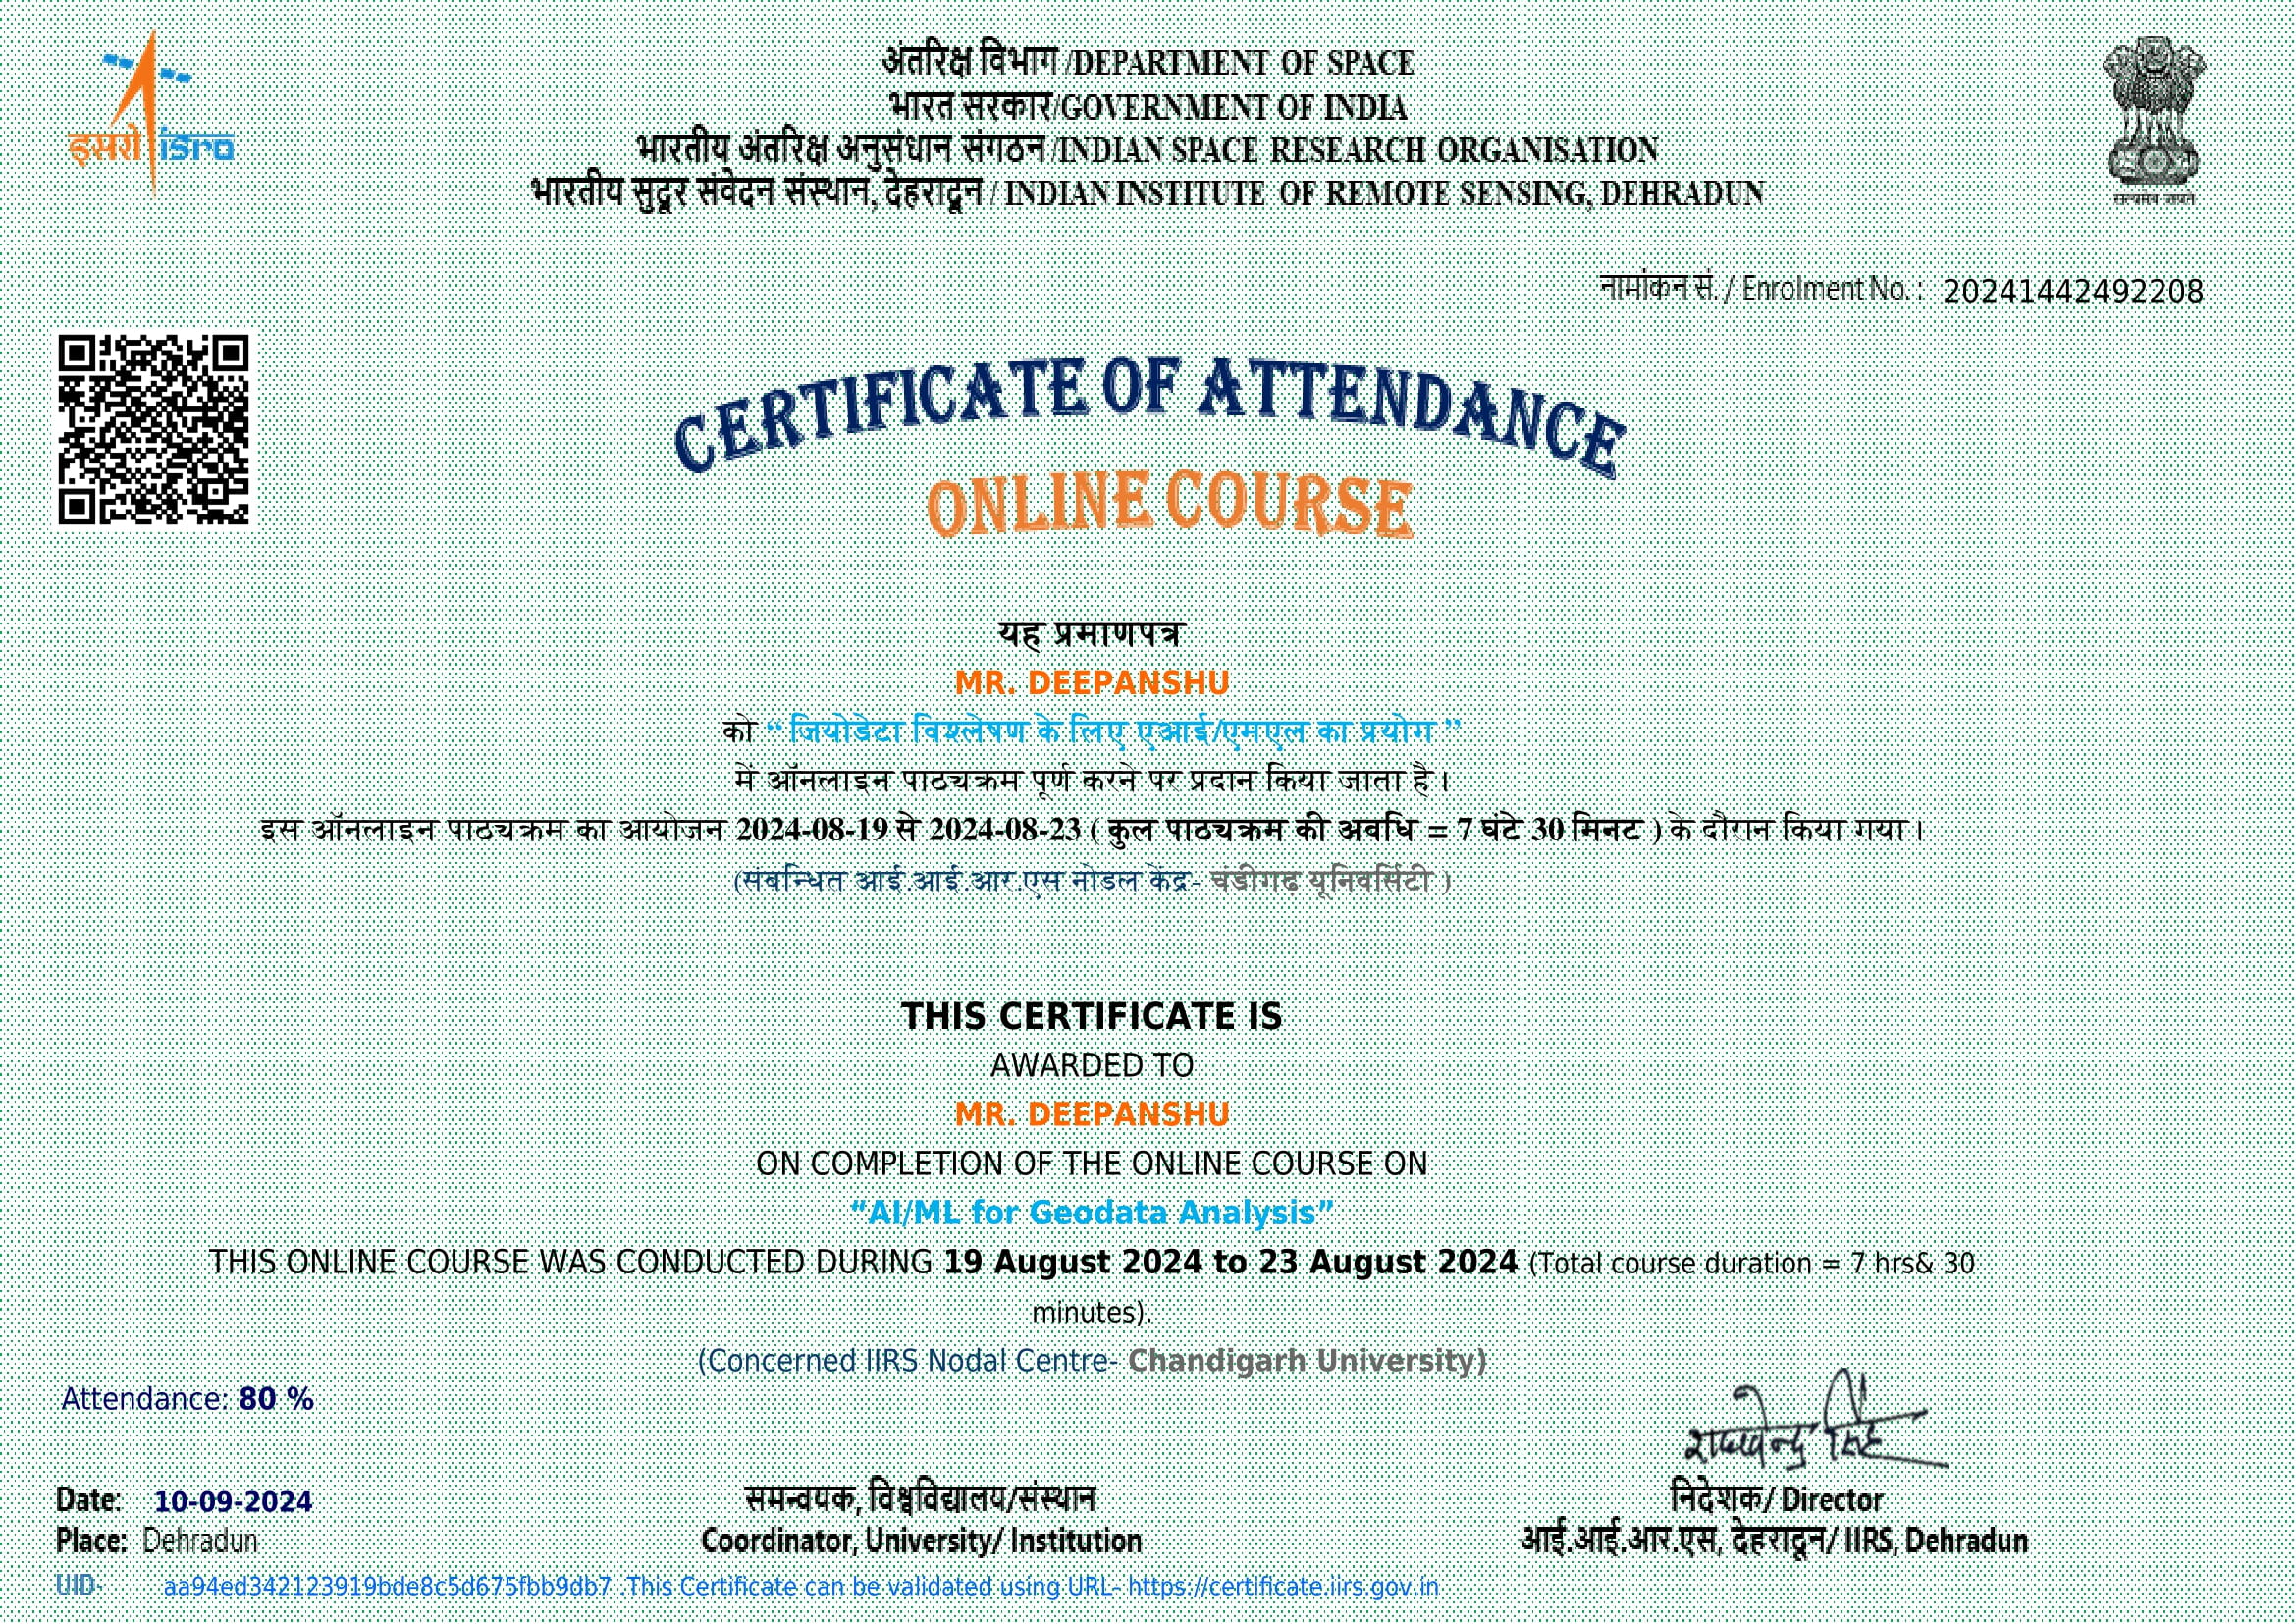 इसरो isro
अंतरिक्ष विभाग /DEPARTMENT OF SPACE
भारत सरकार/GOVERNMENT OF INDIA
भारतीय अंतरिक्ष अनुसंधान संगठन /INDIAN SPACE RESEARCH ORGANISATION
भारतीय सुदूर संवेदन संस्थान, देहरादून / INDIAN INSTITUTE OF REMOTE SENSING, DEHRADUN
सत्यमेव जयते
नामांकन सं. / Enrolment No. : 20241442492208
CERTIFICATE OF ATTENDANCE
ONLINE COURSE
यह प्रमाणपत्र
MR. DEEPANSHU
को “ जियोडेटा विश्लेषण के लिए एआई/एमएल का प्रयोग ”
में ऑनलाइन पाठ्यक्रम पूर्ण करने पर प्रदान किया जाता है।
इस ऑनलाइन पाठ्यक्रम का आयोजन 2024-08-19 से 2024-08-23 ( कुल पाठ्यक्रम की अवधि = 7 घंटे 30 मिनट ) के दौरान किया गया।
(संबन्धित आई.आई.आर.एस नोडल केंद्र- चडीगढ यूनिवर्सिटी )
THIS CERTIFICATE IS
AWARDED TO
MR. DEEPANSHU
ON COMPLETION OF THE ONLINE COURSE ON
“AI/ML for Geodata Analysis”
THIS ONLINE COURSE WAS CONDUCTED DURING 19 August 2024 to 23 August 2024 (Total course duration = 7 hrs& 30
minutes).
(Concerned IIRS Nodal Centre- Chandigarh University)
Attendance: 80 %
राघवेन्द्र सिंह
Date: 10-09-2024
समन्वयक, विश्वविद्यालय/संस्थान
निदेशक/ Director
Place: Dehradun
Coordinator, University/ Institution
आई.आई.आर.एस, देहरादून/ IIRS, Dehradun
UID- aa94ed342123919bde8c5d675fbb9db7 .This Certificate can be validated using URL- https://certificate.iirs.gov.in